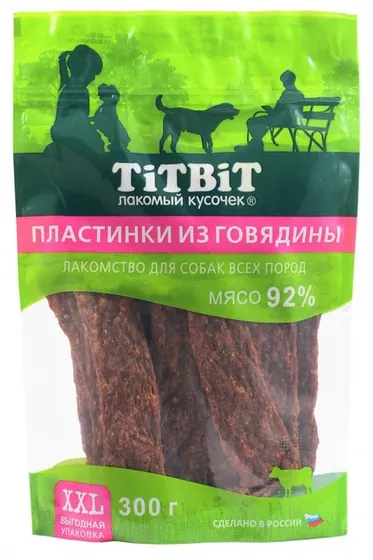 TiTBiT
лакомый кусочек®
ПЛАСТИНКИ ИЗ ГОВЯДИНЫ
ЛАКОМСТВО ДЛЯ СОБАК ВСЕХ ПОРОД
МЯСО 92%
XXL
ВЫГОДНАЯ
УПАКОВКА
300 г
СДЕЛАНО В РОССИИ